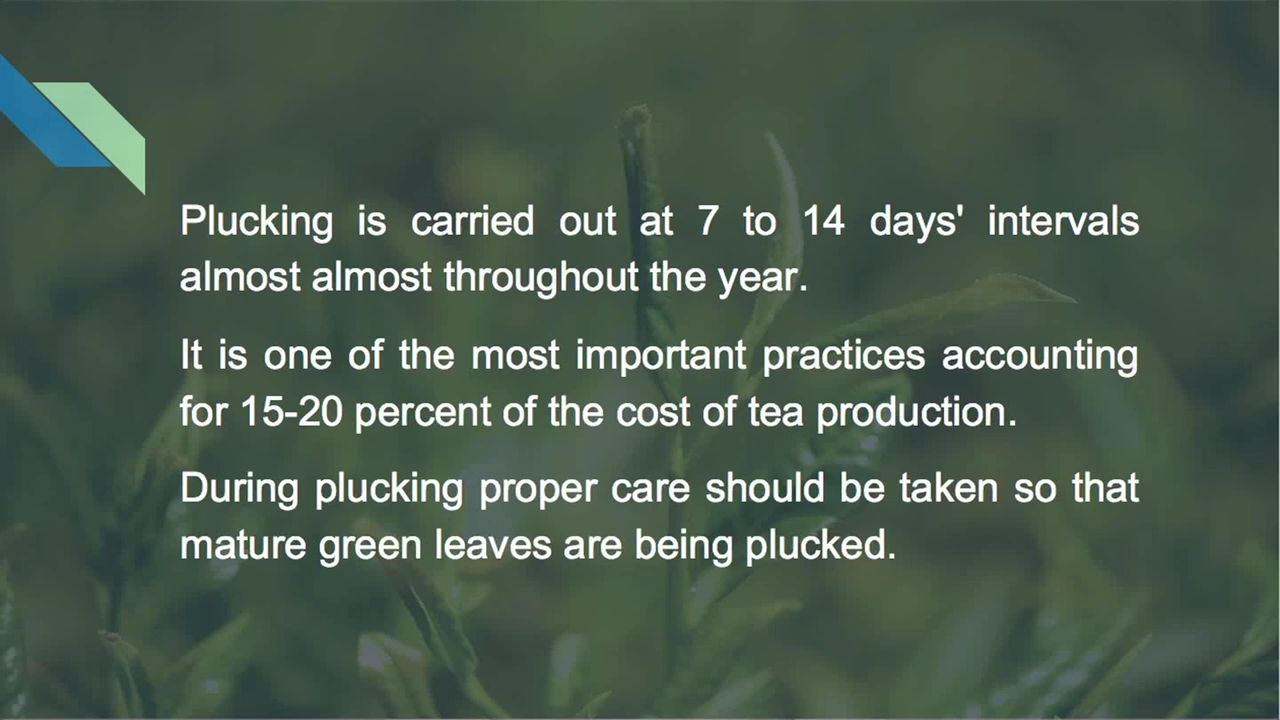 Plucking is carried out at 7 to 14 days' intervals
almost almost throughout the year.
It is one of the most important practices accounting
for 15-20 percent of the cost of tea production.
During plucking proper care should be taken so that
mature green leaves are being plucked.